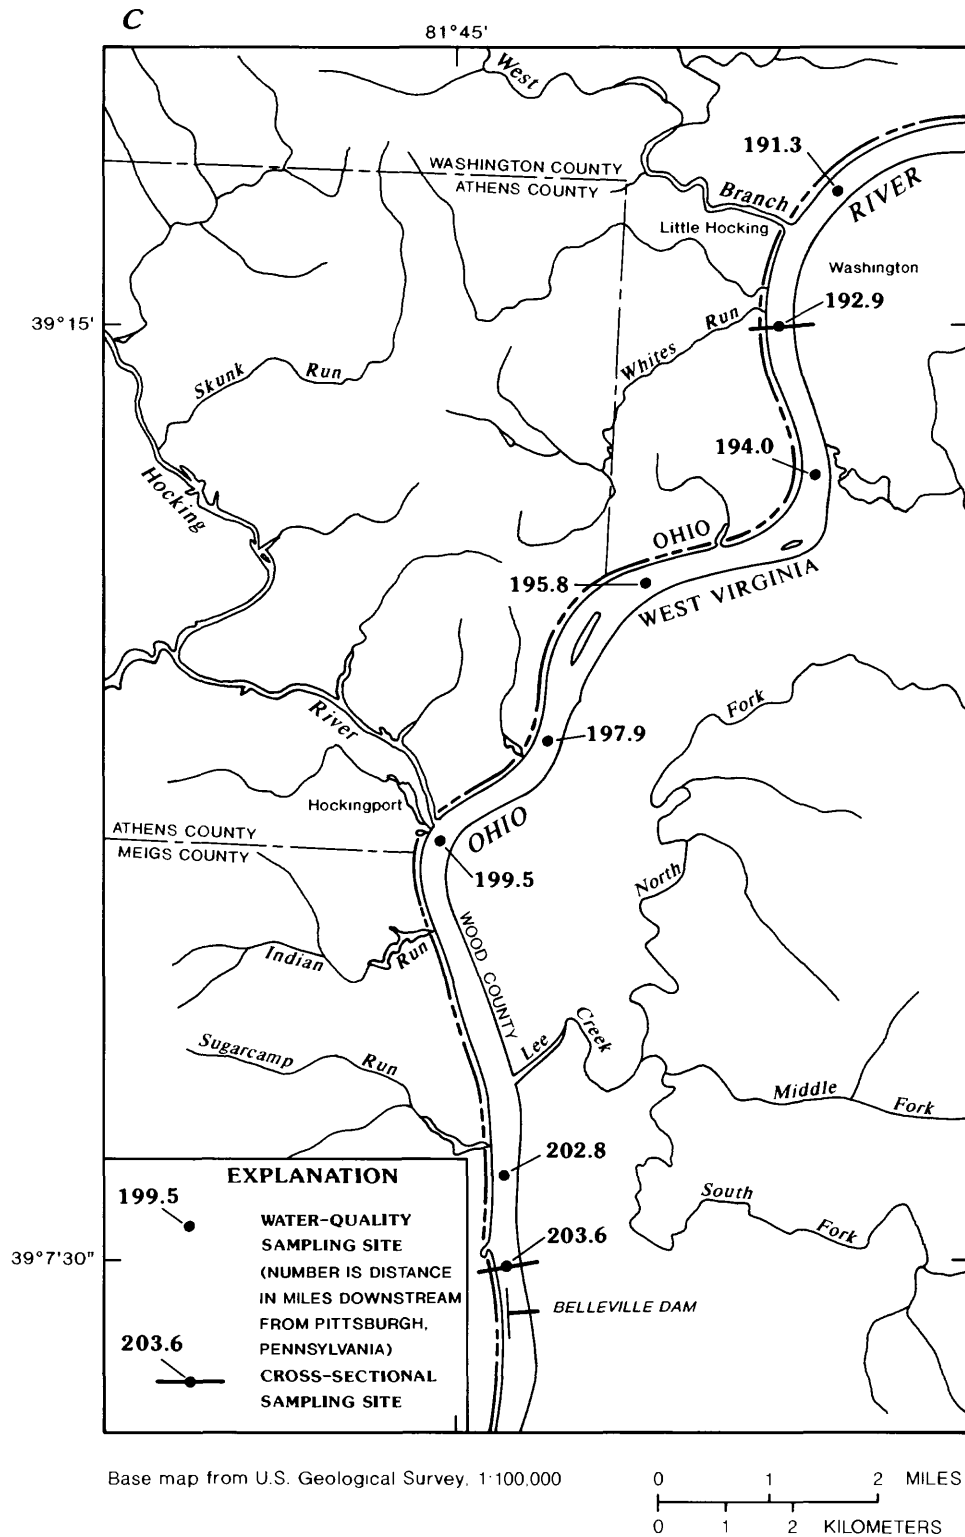 C
81°45'
West
191.3
WASHINGTON COUNTY
ATHENS COUNTY
Branch
RIVER
Little Hocking
Washington
192.9
39°15'
Run
Whites
Skunk
Run
194.0
Hocking
OHIO
195.8
WEST VIRGINIA
Fork
River
197.9
Hockingport
OHIO
ATHENS COUNTY
MEIGS COUNTY
199.5
North
WOOD COUNTY
Indian
Run
Creek
Lee
Sugarcamp
Run
Middle
Fork
202.8
South
Fork
203.6
39°7'30"
BELLEVILLE DAM
EXPLANATION
199.5
WATER-QUALITY
SAMPLING SITE
(NUMBER IS DISTANCE
IN MILES DOWNSTREAM
FROM PITTSBURGH,
PENNSYLVANIA)
203.6
CROSS-SECTIONAL
SAMPLING SITE
Base map from U.S. Geological Survey, 1:100,000
0 1 2 MILES
0 1 2 KILOMETERS